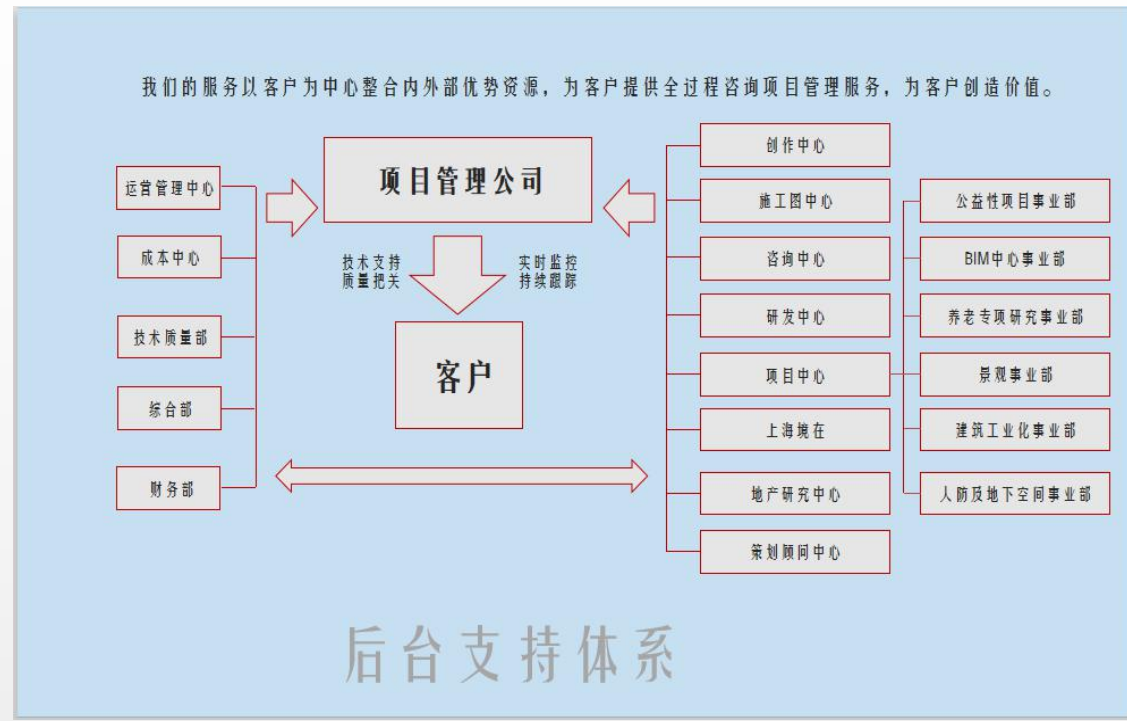 我们的服务以客户为中心整合内外部优势资源，为客户提供全过程咨询项目管理服务，为客户创造价值。
运营管理中心
成本中心
技术质量部
综合部
财务部
项目管理公司
技术支持
质量把关
实时监控
持续跟踪
客户
创作中心
施工图中心
咨询中心
研发中心
项目中心
上海境在
地产研究中心
策划顾问中心
公益性项目事业部
BIM中心事业部
养老专项研究事业部
景观事业部
建筑工业化事业部
人防及地下空间事业部
后台支持体系